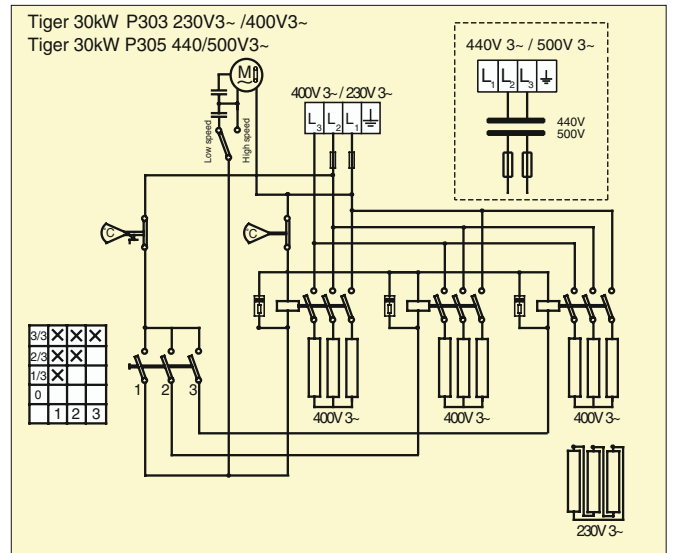 Tiger 30kW P303 230V3~ /400V3~
Tiger 30kW P305 440/500V3~
M
Low speed
High speed
400V 3~ / 230V 3~
L3 L2 L1
440V 3~ / 500V 3~
L1 L2 L3
440V
500V
°C
°C
3/3 X X X
2/3 X X
1/3 X
0
1 2 3
1 2 3
400V 3~
400V 3~
400V 3~
230V 3~